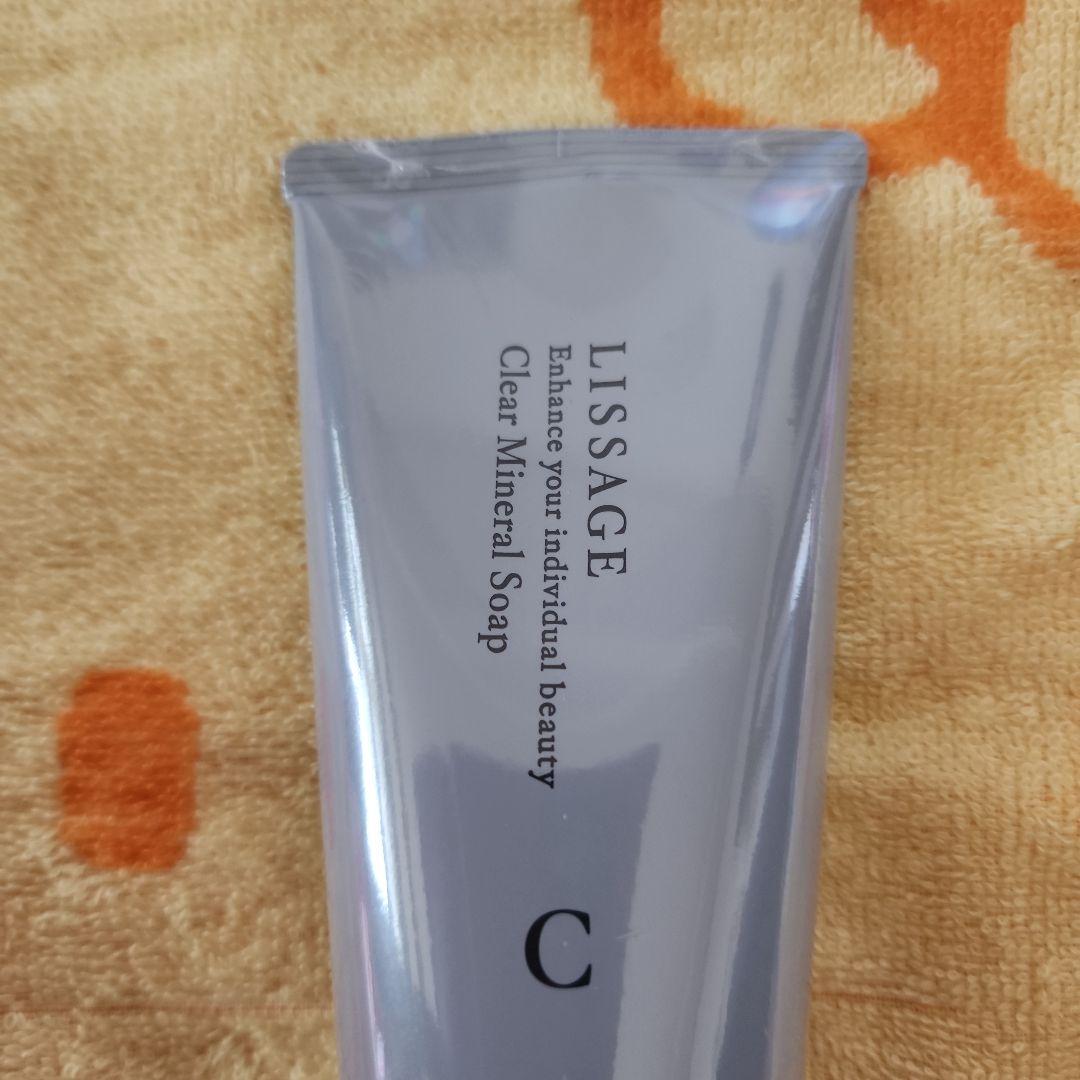 LISSAGE
Enhance your individual beauty
Clear Mineral Soap
C